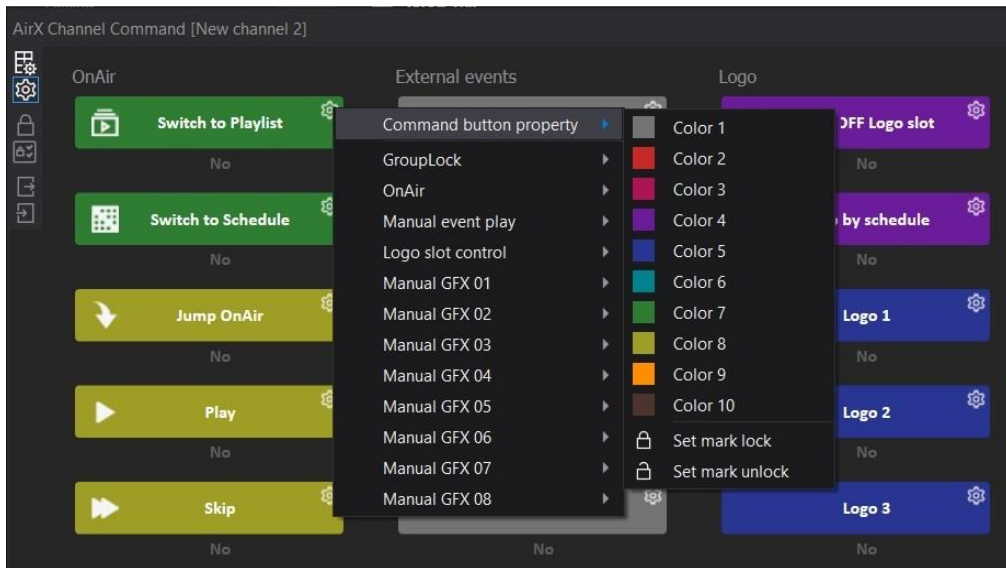 AirX Channel Command [New channel 2]
OnAir
External events
Logo
Switch to Playlist
No
Switch to Schedule
No
Jump OnAir
No
Play
No
Skip
No
Command button property
GroupLock
OnAir
Manual event play
Logo slot control
Manual GFX 01
Manual GFX 02
Manual GFX 03
Manual GFX 04
Manual GFX 05
Manual GFX 06
Manual GFX 07
Manual GFX 08
No
Color 1
Color 2
Color 3
Color 4
Color 5
Color 6
Color 7
Color 8
Color 9
Color 10
Set mark lock
Set mark unlock
OFF Logo slot
No
by schedule
No
Logo 1
No
Logo 2
No
Logo 3
No